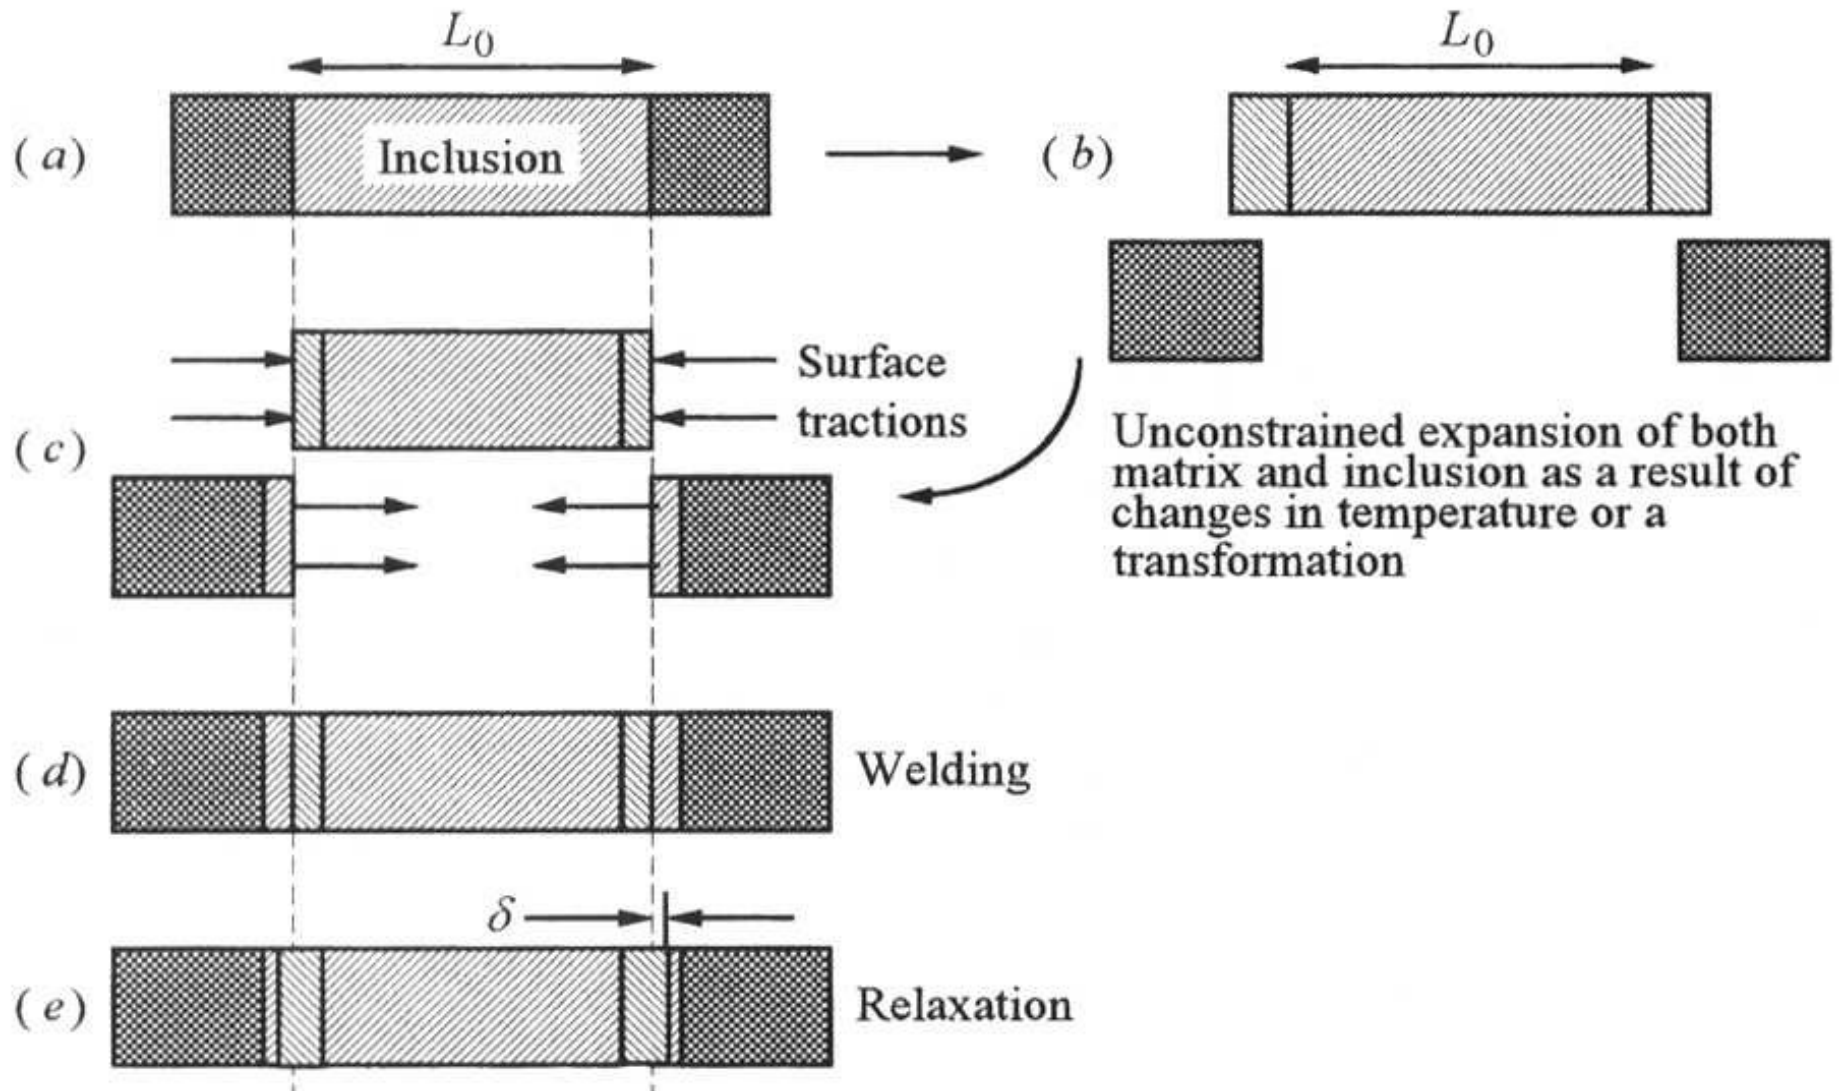 L₀
L₀
(a)
Inclusion
(b)
Surface
tractions
(c)
Unconstrained expansion of both
matrix and inclusion as a result of
changes in temperature or a
transformation
(d)
Welding
δ
(e)
Relaxation